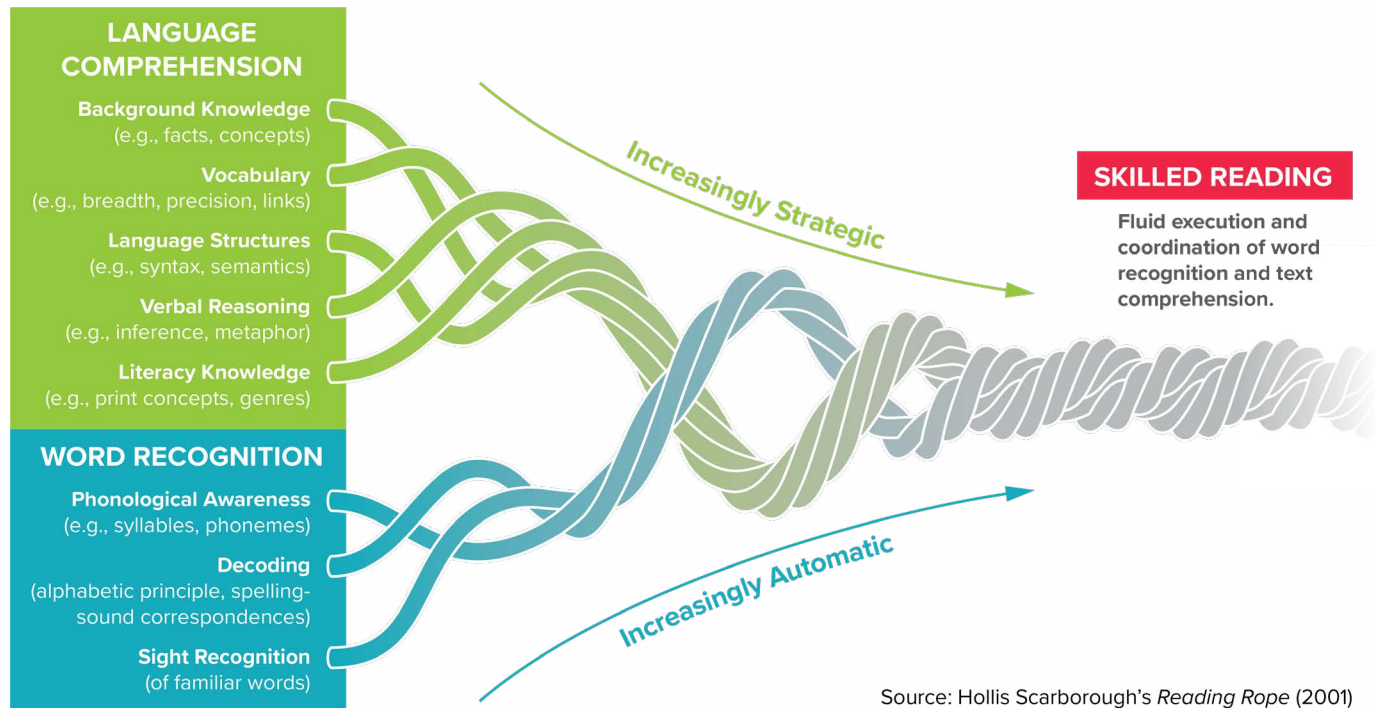 LANGUAGE
COMPREHENSION
Background Knowledge
(e.g., facts, concepts)
Vocabulary
(e.g., breadth, precision, links)
Language Structures
(e.g., syntax, semantics)
Verbal Reasoning
(e.g., inference, metaphor)
Literacy Knowledge
(e.g., print concepts, genres)
WORD RECOGNITION
Phonological Awareness
(e.g., syllables, phonemes)
Decoding
(alphabetic principle, spelling-
sound correspondences)
Sight Recognition
(of familiar words)
Increasingly Strategic
Increasingly Automatic
SKILLED READING
Fluid execution and
coordination of word
recognition and text
comprehension.
Source: Hollis Scarborough's Reading Rope (2001)